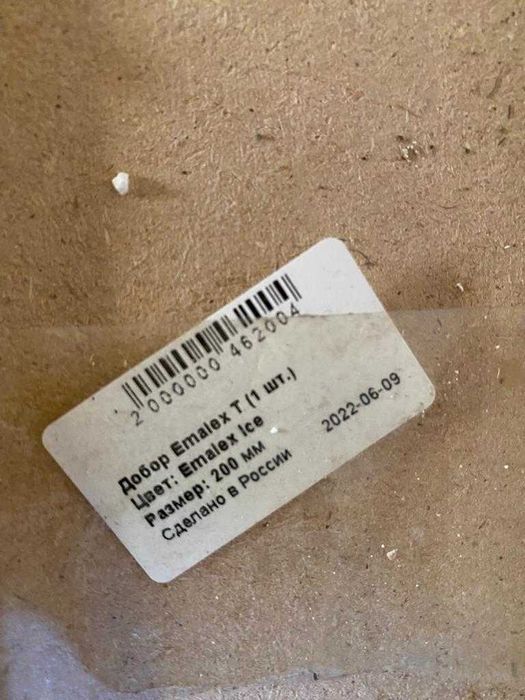 2 000000 462004
Добор Emalex T (1 шт.)
Цвет: Emalex Ice
Размер: 200 мм
Сделано в России
2022-06-09